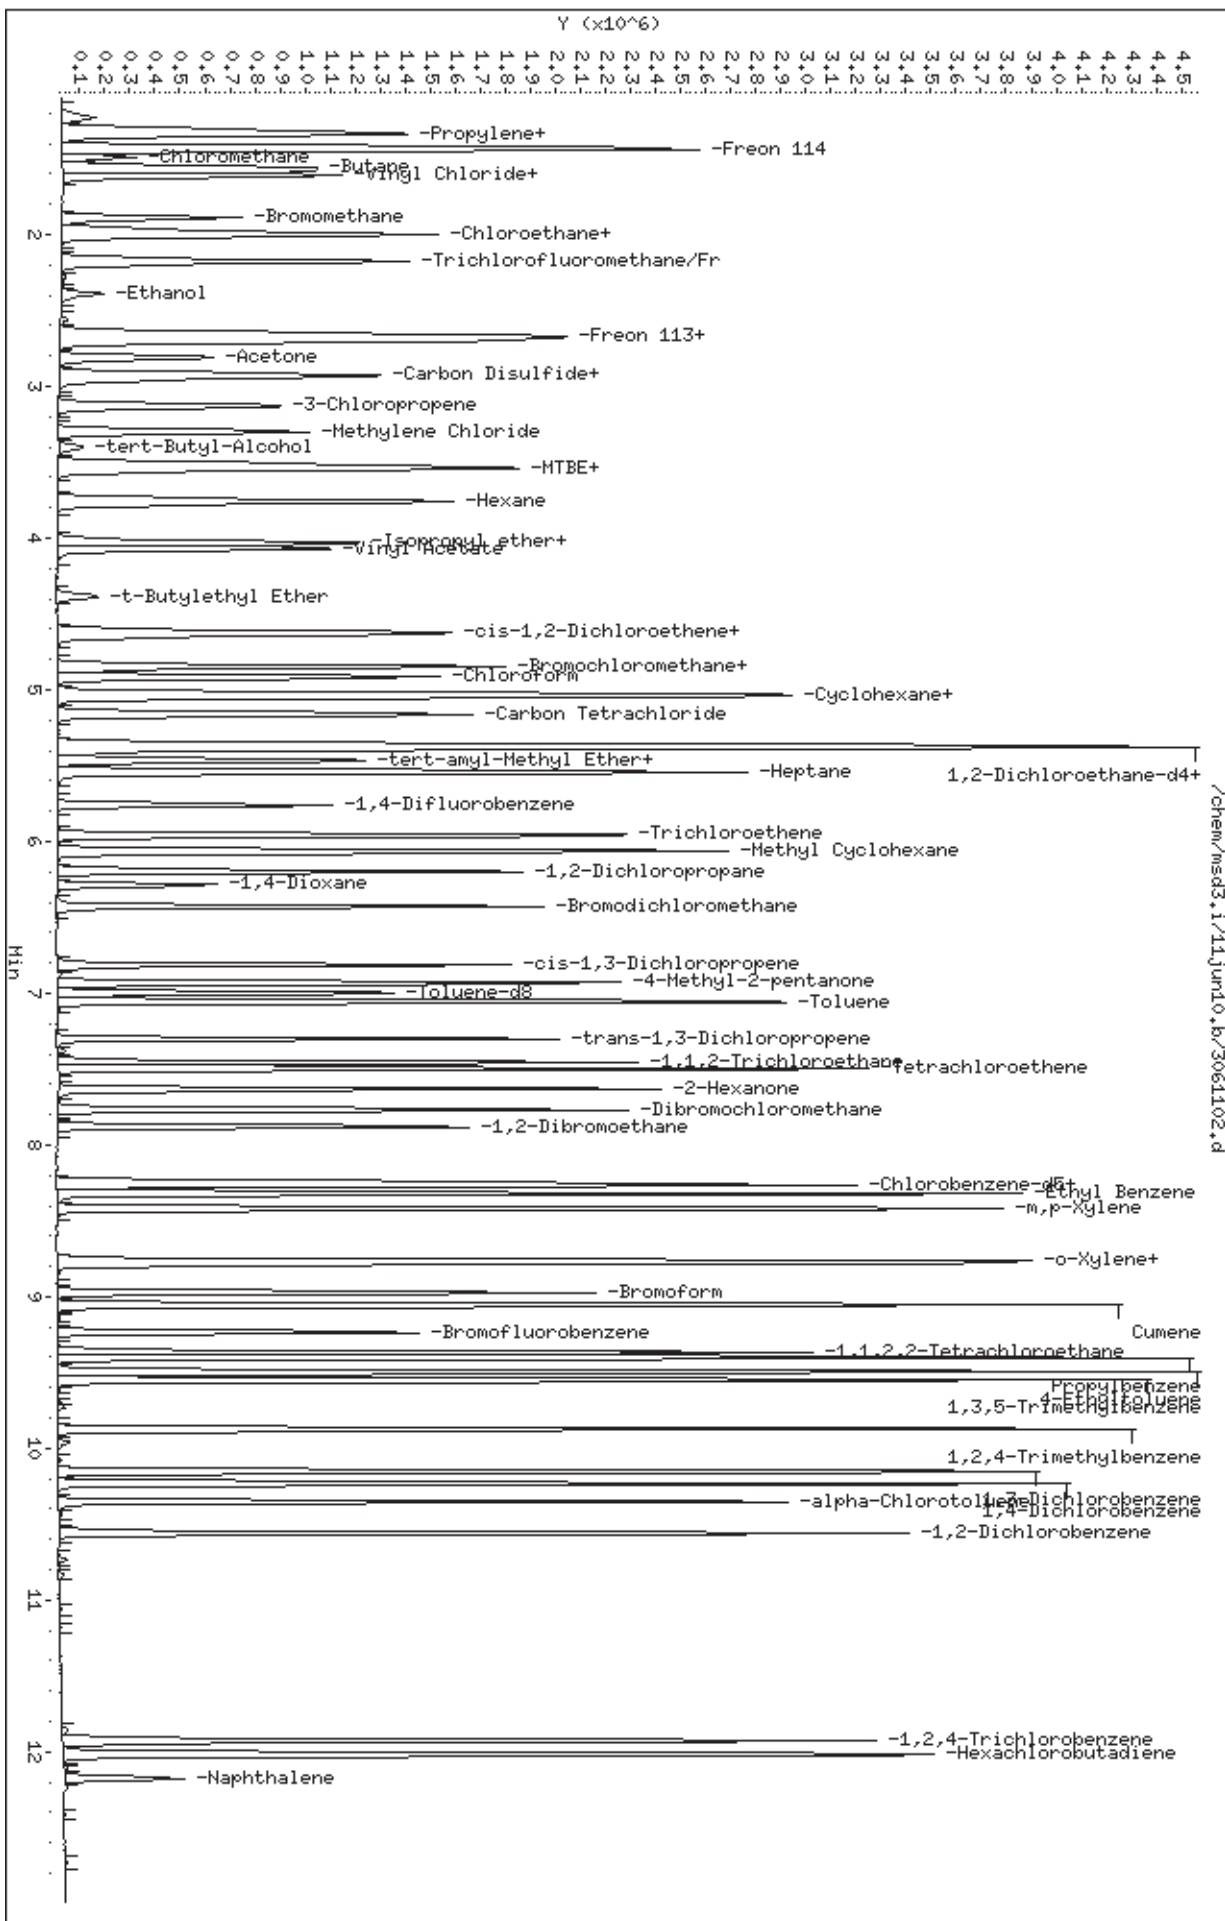 Y (x10^6)
0.1
0.2
0.3
0.4
0.5
0.6
0.7
0.8
0.9
1.0
1.1
1.2
1.3
1.4
1.5
1.6
1.7
1.8
1.9
2.0
2.1
2.2
2.3
2.4
2.5
2.6
2.7
2.8
2.9
3.0
3.1
3.2
3.3
3.4
3.5
3.6
3.7
3.8
3.9
4.0
4.1
4.2
4.3
4.4
4.5
-Propylene+
-Freon 114
-Chloromethane
-Butane
-Vinyl Chloride+
-Bromomethane
2
-Chloroethane+
-Trichlorofluoromethane/Fr
-Ethanol
-Freon 113+
-Acetone
-Carbon Disulfide+
3
-3-Chloropropene
-Methylene Chloride
-tert-Butyl-Alcohol
-MTBE+
-Hexane
4
-Isopropyl ether+
-Vinyl Acetate
-t-Butylethyl Ether
-cis-1,2-Dichloroethene+
-Bromochloromethane+
-Chloroform
5
-Cyclohexane+
-Carbon Tetrachloride
-tert-amyl-Methyl Ether+
-Heptane
1,2-Dichloroethane-d4+
/chem/msd3.i/11jun10.b/3061102.d
-1,4-Difluorobenzene
-Trichloroethene
6
-Methyl Cyclohexane
-1,2-Dichloropropane
-1,4-Dioxane
-Bromodichloromethane
Min
-cis-1,3-Dichloropropene
-4-Methyl-2-pentanone
-Toluene-d8
7
-Toluene
-trans-1,3-Dichloropropene
-1,1,2-Trichloroethane
-Tetrachloroethene
-2-Hexanone
-Dibromochloromethane
-1,2-Dibromoethane
8
-Chlorobenzene-d5+
-Ethyl Benzene
-m,p-Xylene
-o-Xylene+
-Bromoform
9
-Bromofluorobenzene
Cumene
-1,1,2,2-Tetrachloroethane
Propylbenzene
4-Ethyltoluene
1,3,5-Trimethylbenzene
10
1,2,4-Trimethylbenzene
-alpha-Chlorotoluene
1,3-Dichlorobenzene
1,4-Dichlorobenzene
-1,2-Dichlorobenzene
11
-1,2,4-Trichlorobenzene
-Hexachlorobutadiene
12
-Naphthalene